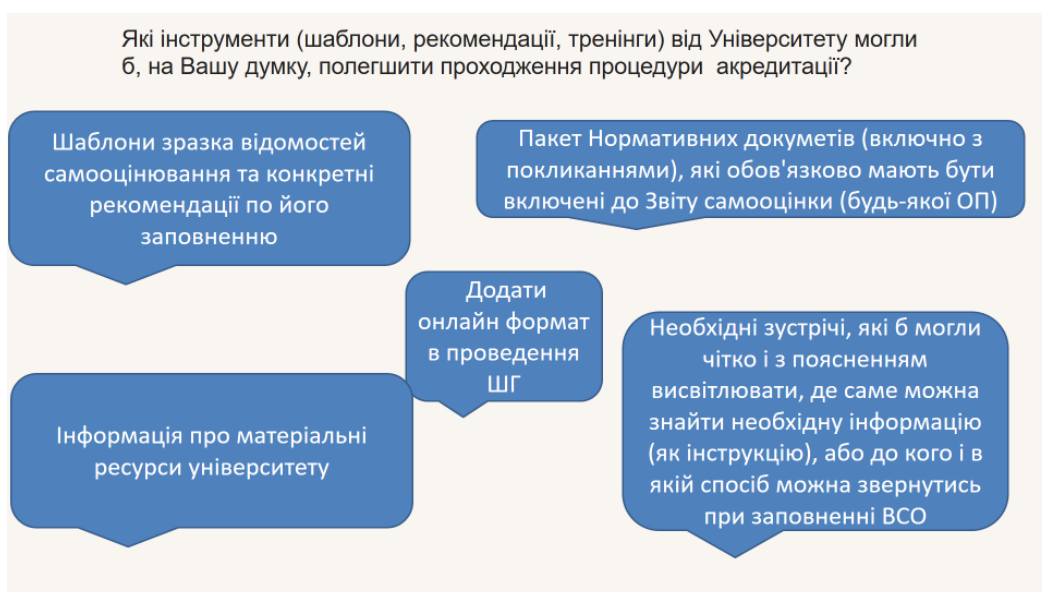 Які інструменти (шаблони, рекомендації, тренінги) від Університету могли
б, на Вашу думку, полегшити проходження процедури акредитації?
Шаблони зразка відомостей
самооцінювання та конкретні
рекомендації по його
заповненню
Пакет Нормативних докуметів (включно з
покликаннями), які обов'язково мають бути
включені до Звіту самооцінки (будь-якої ОП)
Додати
онлайн формат
в проведення
ШГ
Інформація про матеріальні
ресурси університету
Необхідні зустрічі, які б могли
чітко і з поясненням
висвітлювати, де саме можна
знайти необхідну інформацію
(як інструкцію), або до кого і в
якій спосіб можна звернутись
при заповненні ВСО